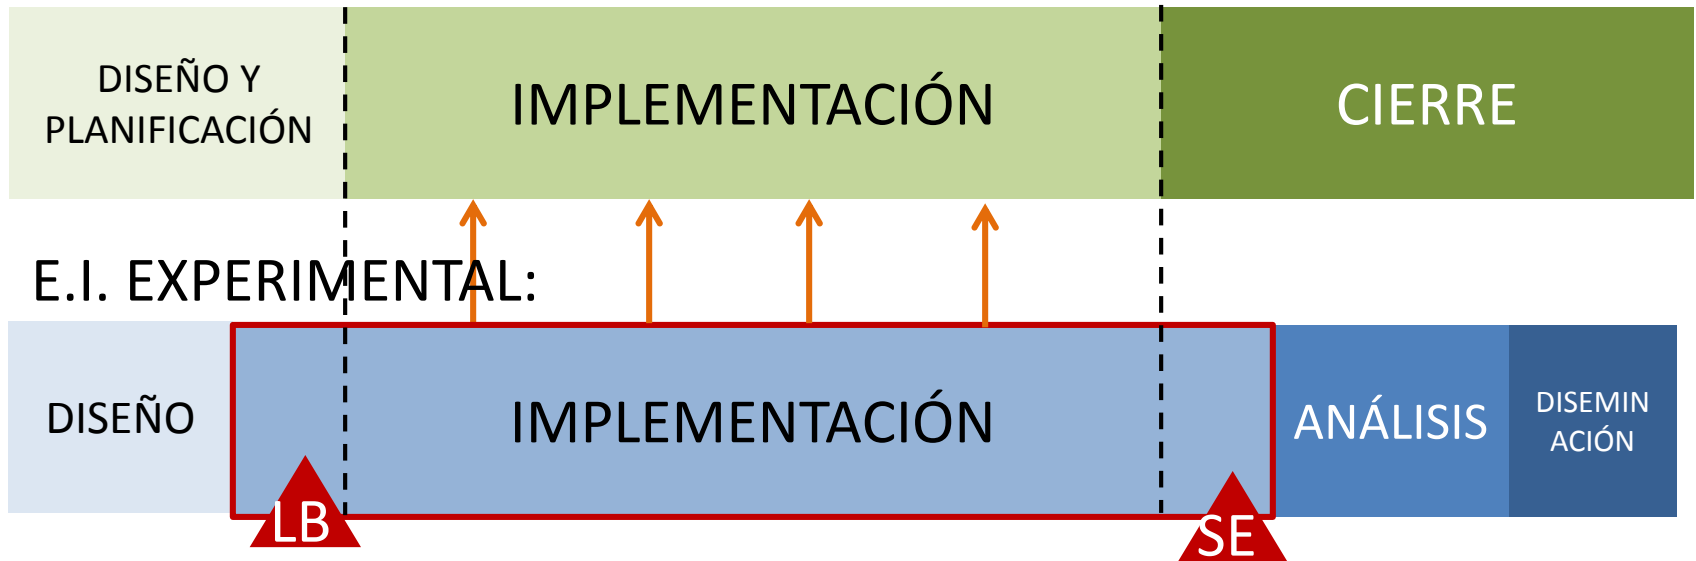 DISEÑO Y
PLANIFICACIÓN
IMPLEMENTACIÓN
CIERRE
E.I. EXPERIMENTAL:
DISEÑO
IMPLEMENTACIÓN
ANÁLISIS
DISEMIN
ACIÓN
LB
SE